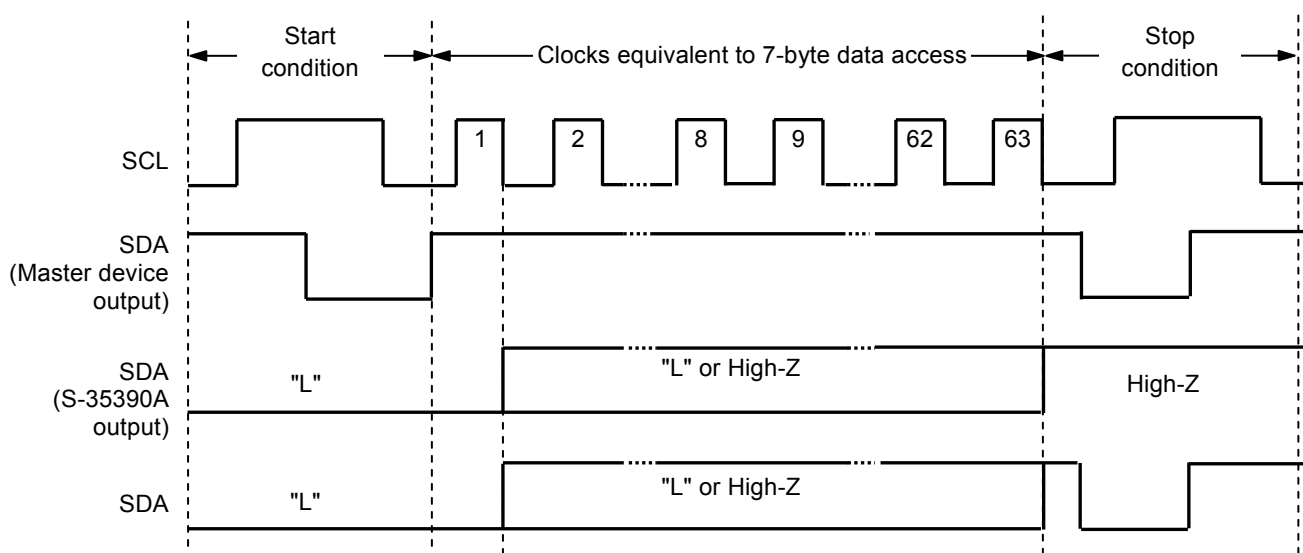 Start
condition
Clocks equivalent to 7-byte data access
Stop
condition
SCL
1 2 8 9 62 63
SDA
(Master device
output)
SDA
(S-35390A
output)
"L"
"L" or High-Z
High-Z
SDA
"L"
"L" or High-Z